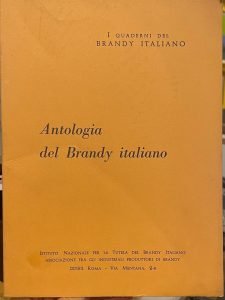 I QUADERNI DEL
BRANDY ITALIANO
Antologia
del Brandy italiano
ISTITUTO NAZIONALE PER LA TUTELA DEL BRANDY ITALIANO
ASSOCIAZIONE TRA GLI INDUSTRIALI PRODUTTORI DI BRANDY
ROMA - VIA MENTANA, 2-B